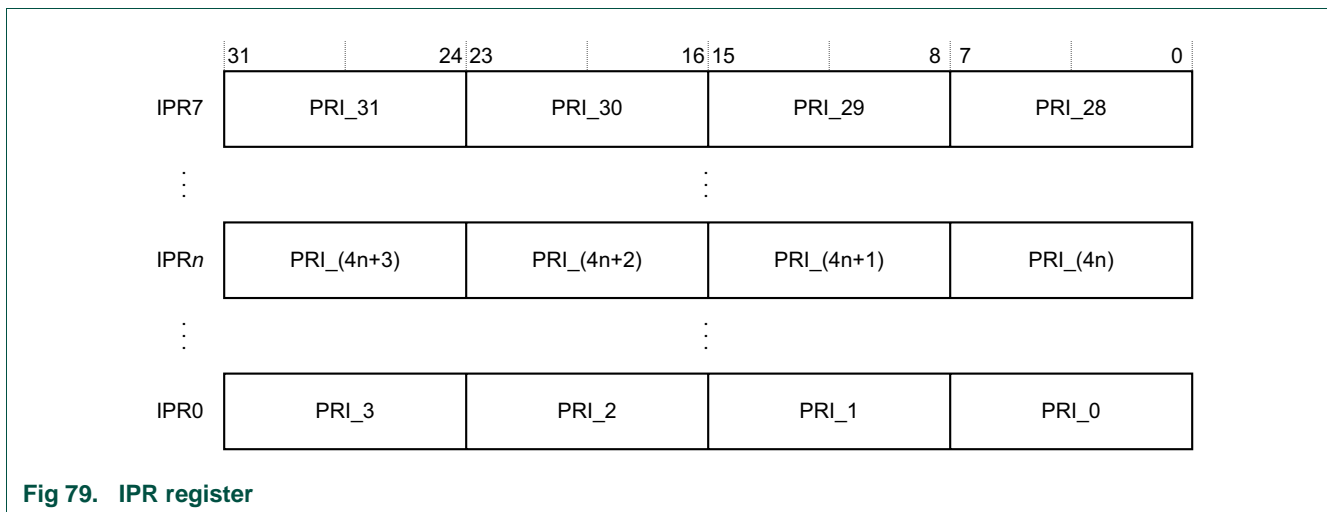 31 24 23 16 15 8 7 0
IPR7 PRI_31 PRI_30 PRI_29 PRI_28
IPRn PRI_(4n+3) PRI_(4n+2) PRI_(4n+1) PRI_(4n)
IPR0 PRI_3 PRI_2 PRI_1 PRI_0
Fig 79. IPR register